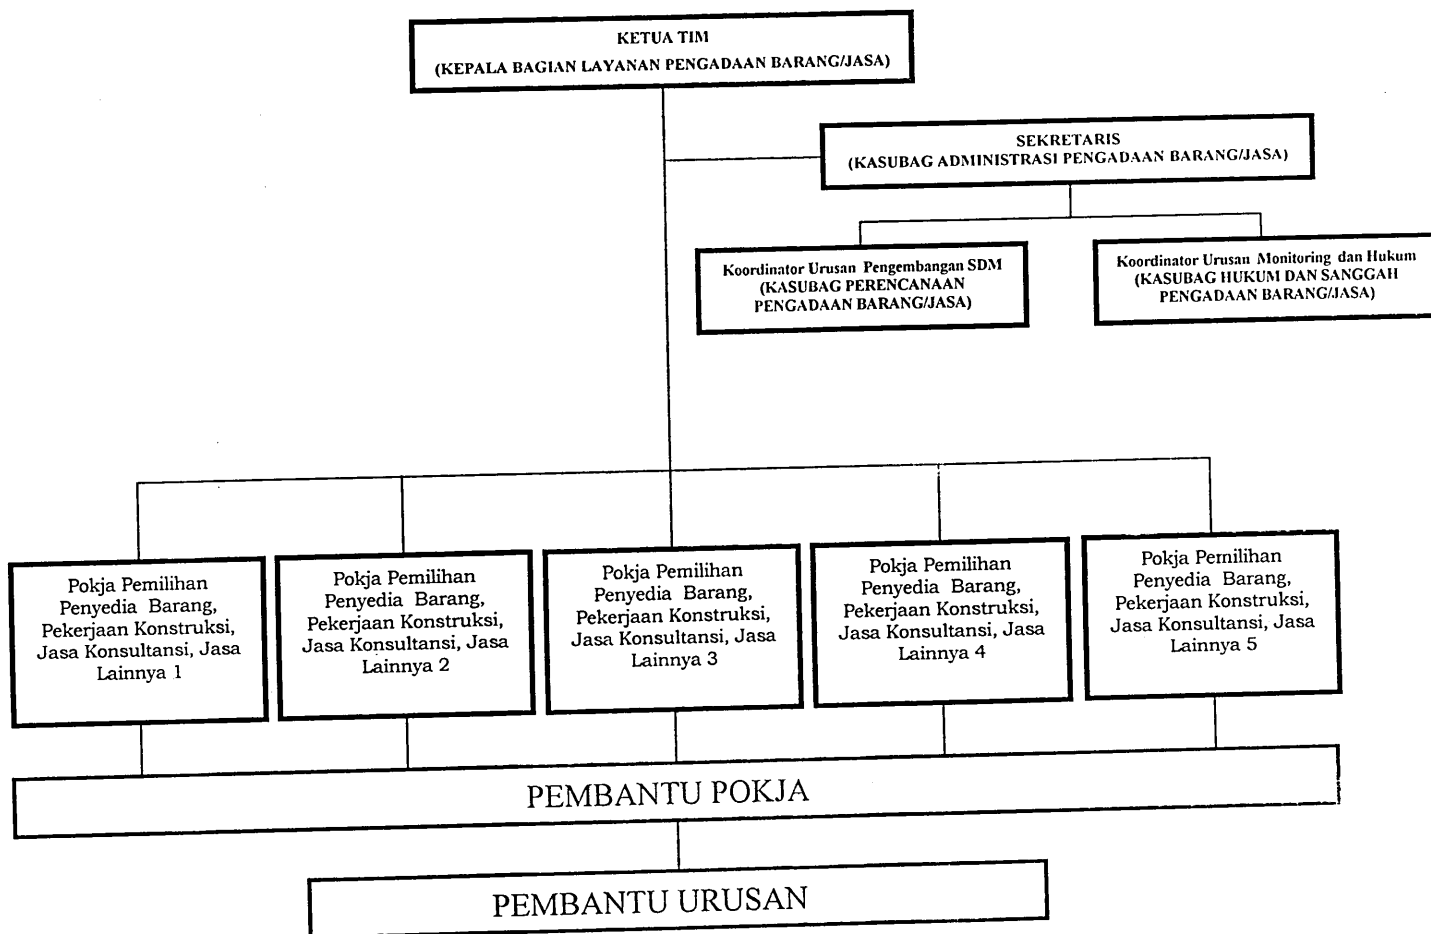 KETUA TIM
(KEPALA BAGIAN LAYANAN PENGADAAN BARANG/JASA)
SEKRETARIS
(KASUBAG ADMINISTRASI PENGADAAN BARANG/JASA)
Koordinator Urusan Pengembangan SDM
(KASUBAG PERENCANAAN
PENGADAAN BARANG/JASA)
Koordinator Urusan Monitoring dan Hukum
(KASUBAG HUKUM DAN SANGGAH
PENGADAAN BARANG/JASA)
Pokja Pemilihan
Penyedia Barang,
Pekerjaan Konstruksi,
Jasa Konsultansi, Jasa
Lainnya 1
Pokja Pemilihan
Penyedia Barang,
Pekerjaan Konstruksi,
Jasa Konsultansi, Jasa
Lainnya 2
Pokja Pemilihan
Penyedia Barang,
Pekerjaan Konstruksi,
Jasa Konsultansi, Jasa
Lainnya 3
Pokja Pemilihan
Penyedia Barang,
Pekerjaan Konstruksi,
Jasa Konsultansi, Jasa
Lainnya 4
Pokja Pemilihan
Penyedia Barang,
Pekerjaan Konstruksi,
Jasa Konsultansi, Jasa
Lainnya 5
PEMBANTU POKJA
PEMBANTU URUSAN